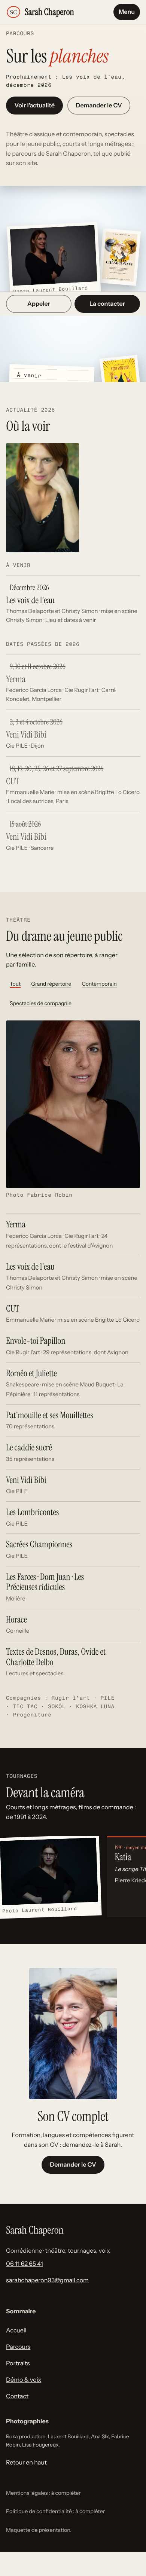 SC Sarah Chaperon Menu
PARCOURS
Sur les planches
Prochainement : Les voix de l'eau,
décembre 2026
Voir l'actualité Demander le CV
Théâtre classique et contemporain, spectacles
pour le jeune public, courts et longs métrages :
le parcours de Sarah Chaperon, tel que publié
sur son site.
Photo Laurent Bouillard
Appeler La contacter
À venir
ACTUALITÉ 2026
Où la voir
À VENIR
Décembre 2026
Les voix de l'eau
Thomas Delaporte et Christy Simon · mise en scène
Christy Simon · Lieu et dates à venir
DATES PASSÉES DE 2026
9, 10 et 11 octobre 2026
Yerma
Federico García Lorca · Cie Rugir l'art · Carré
Rondelet, Montpellier
2, 3 et 4 octobre 2026
Veni Vidi Bibi
Cie PILE · Dijon
18, 19, 20, 25, 26 et 27 septembre 2026
CUT
Emmanuelle Marie · mise en scène Brigitte Lo Cicero
· Local des autrices, Paris
15 août 2026
Veni Vidi Bibi
Cie PILE · Sancerre
THÉÂTRE
Du drame au jeune public
Une sélection de son répertoire, à ranger
par famille.
Tout Grand répertoire Contemporain
Spectacles de compagnie
Photo Fabrice Robin
Yerma
Federico García Lorca · Cie Rugir l'art · 24
représentations, dont le festival d'Avignon
Les voix de l'eau
Thomas Delaporte et Christy Simon · mise en scène
Christy Simon
CUT
Emmanuelle Marie · mise en scène Brigitte Lo Cicero
Envole-toi Papillon
Cie Rugir l'art · 29 représentations, dont Avignon
Roméo et Juliette
Shakespeare · mise en scène Maud Buquet · La
Pépinière · 11 représentations
Pat'mouille et ses Mouillettes
70 représentations
Le caddie sucré
35 représentations
Veni Vidi Bibi
Cie PILE
Les Lombricontes
Cie PILE
Sacrées Championnes
Cie PILE
Les Farces · Dom Juan · Les
Précieuses ridicules
Molière
Horace
Corneille
Textes de Desnos, Duras, Ovide et
Charlotte Delbo
Lectures et spectacles
Compagnies : Rugir l'art · PILE
· TIC TAC · SOKOL · KOSHKA LUNA
· Progéniture
TOURNAGES
Devant la caméra
Courts et longs métrages, films de commande :
de 1991 à 2024.
Photo Laurent Bouillard
Katia
Son CV complet
Formation, langues et compétences figurent
dans son CV : demandez-le à Sarah.
Demander le CV
Sarah Chaperon
Comédienne · théâtre, tournages, voix
06 11 62 65 41
sarahchaperon93@gmail.com
Sommaire
Accueil
Parcours
Portraits
Démo & voix
Contact
Photographies
Roka production, Laurent Bouillard, Ana Slk, Fabrice
Robin, Lisa Fougereux.
Retour en haut
Mentions légales : à compléter
Politique de confidentialité : à compléter
Maquette de présentation.